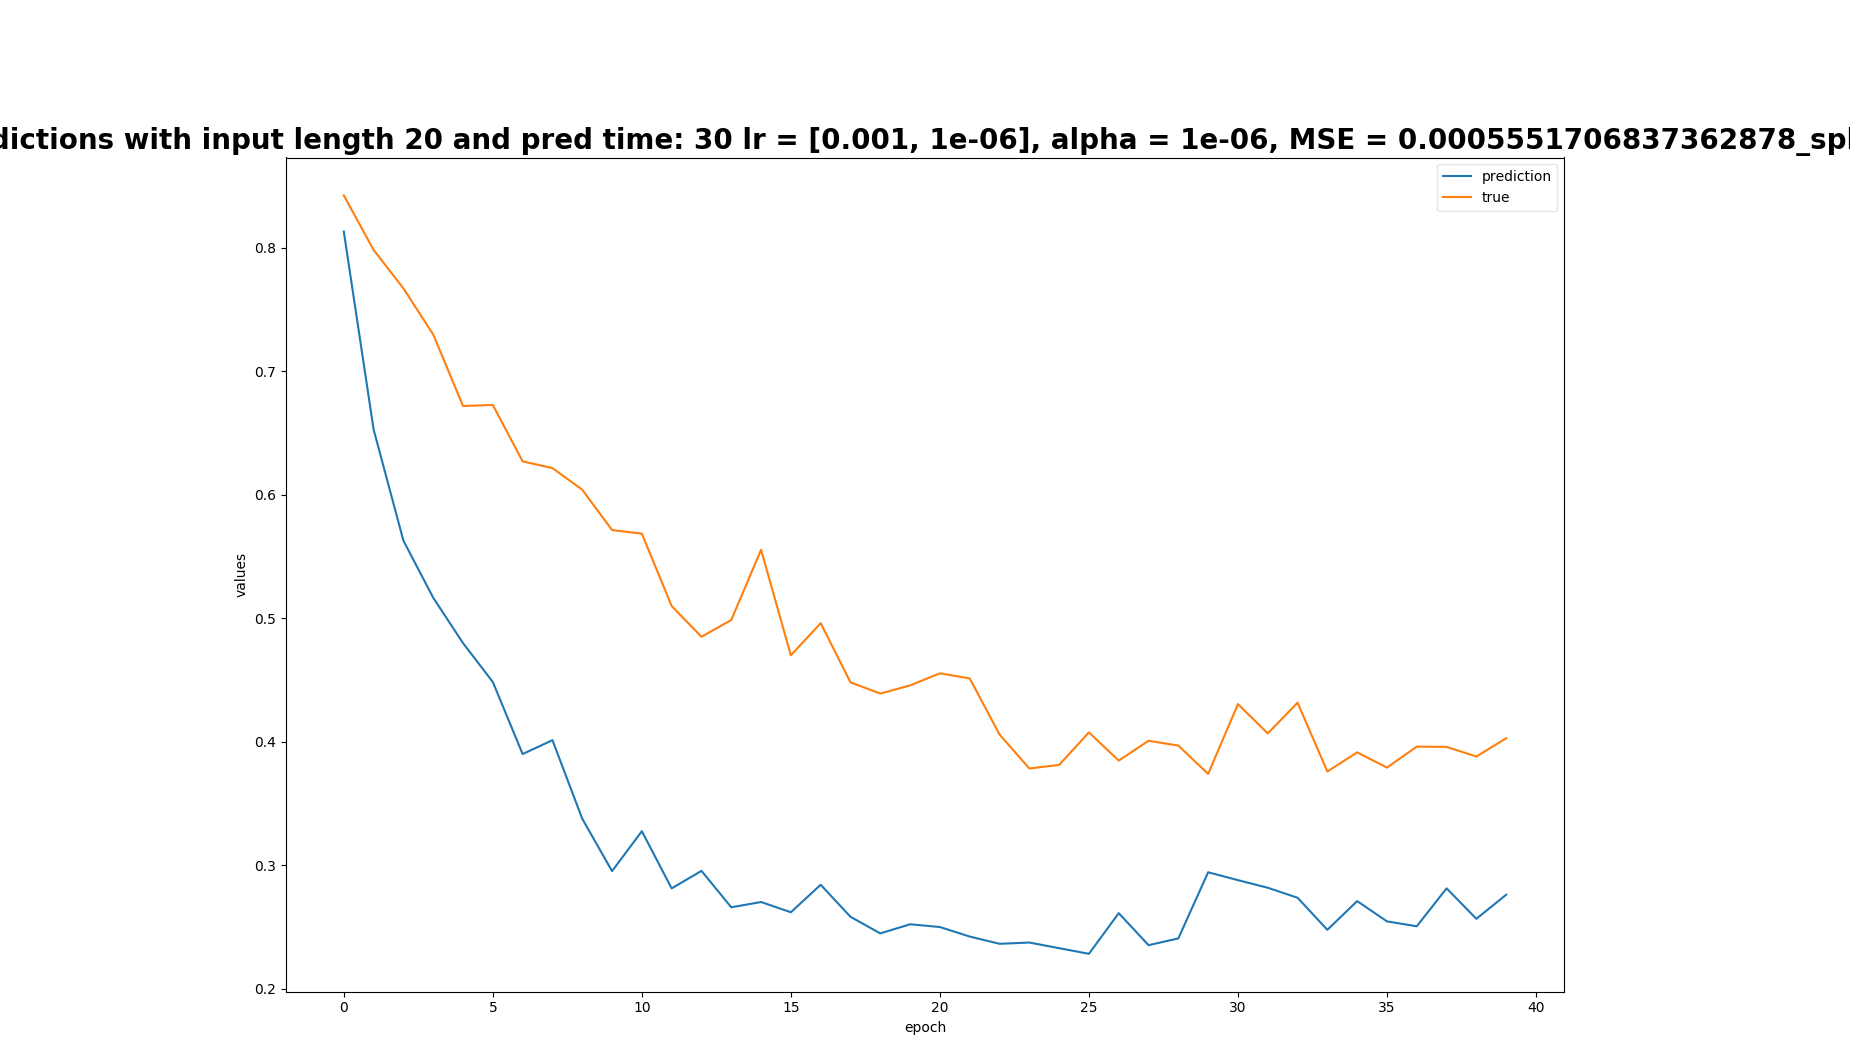 dictions with input length 20 and pred time: 30 lr = [0.001, 1e-06], alpha = 1e-06, MSE = 0.0005551706837362878_spl
prediction
true
0.8
0.7
0.6
0.5
0.4
0.3
0.2
values
0 5 10 15 20 25 30 35 40
epoch